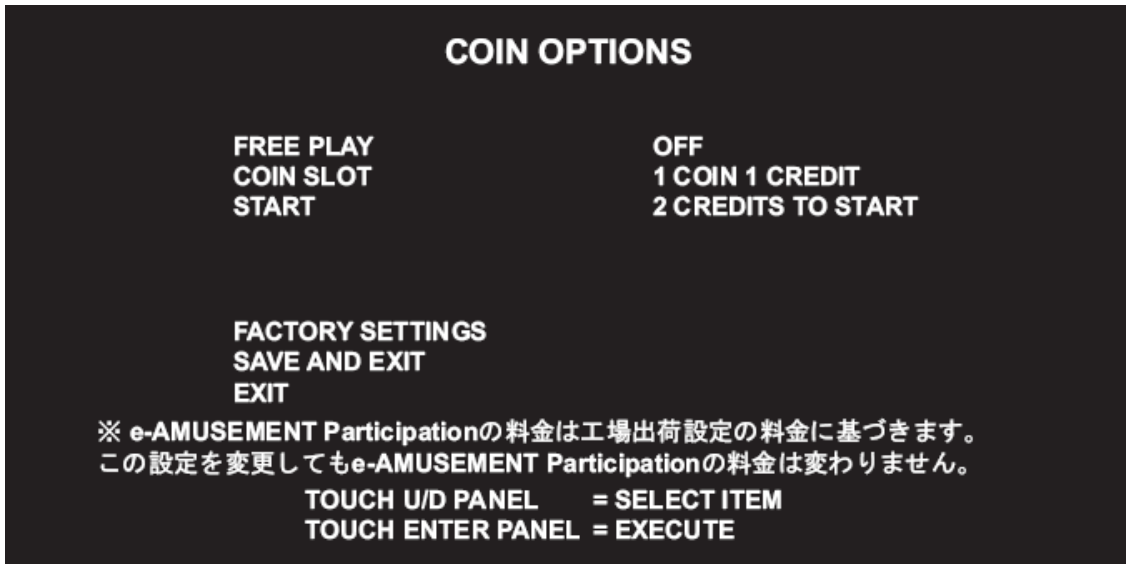 COIN OPTIONS
FREE PLAY OFF
COIN SLOT 1 COIN 1 CREDIT
START 2 CREDITS TO START
FACTORY SETTINGS
SAVE AND EXIT
EXIT
※ e-AMUSEMENT Participationの料金は工場出荷設定の料金に基づきます。
この設定を変更してもe-AMUSEMENT Participationの料金は変わりません。
TOUCH U/D PANEL = SELECT ITEM
TOUCH ENTER PANEL = EXECUTE